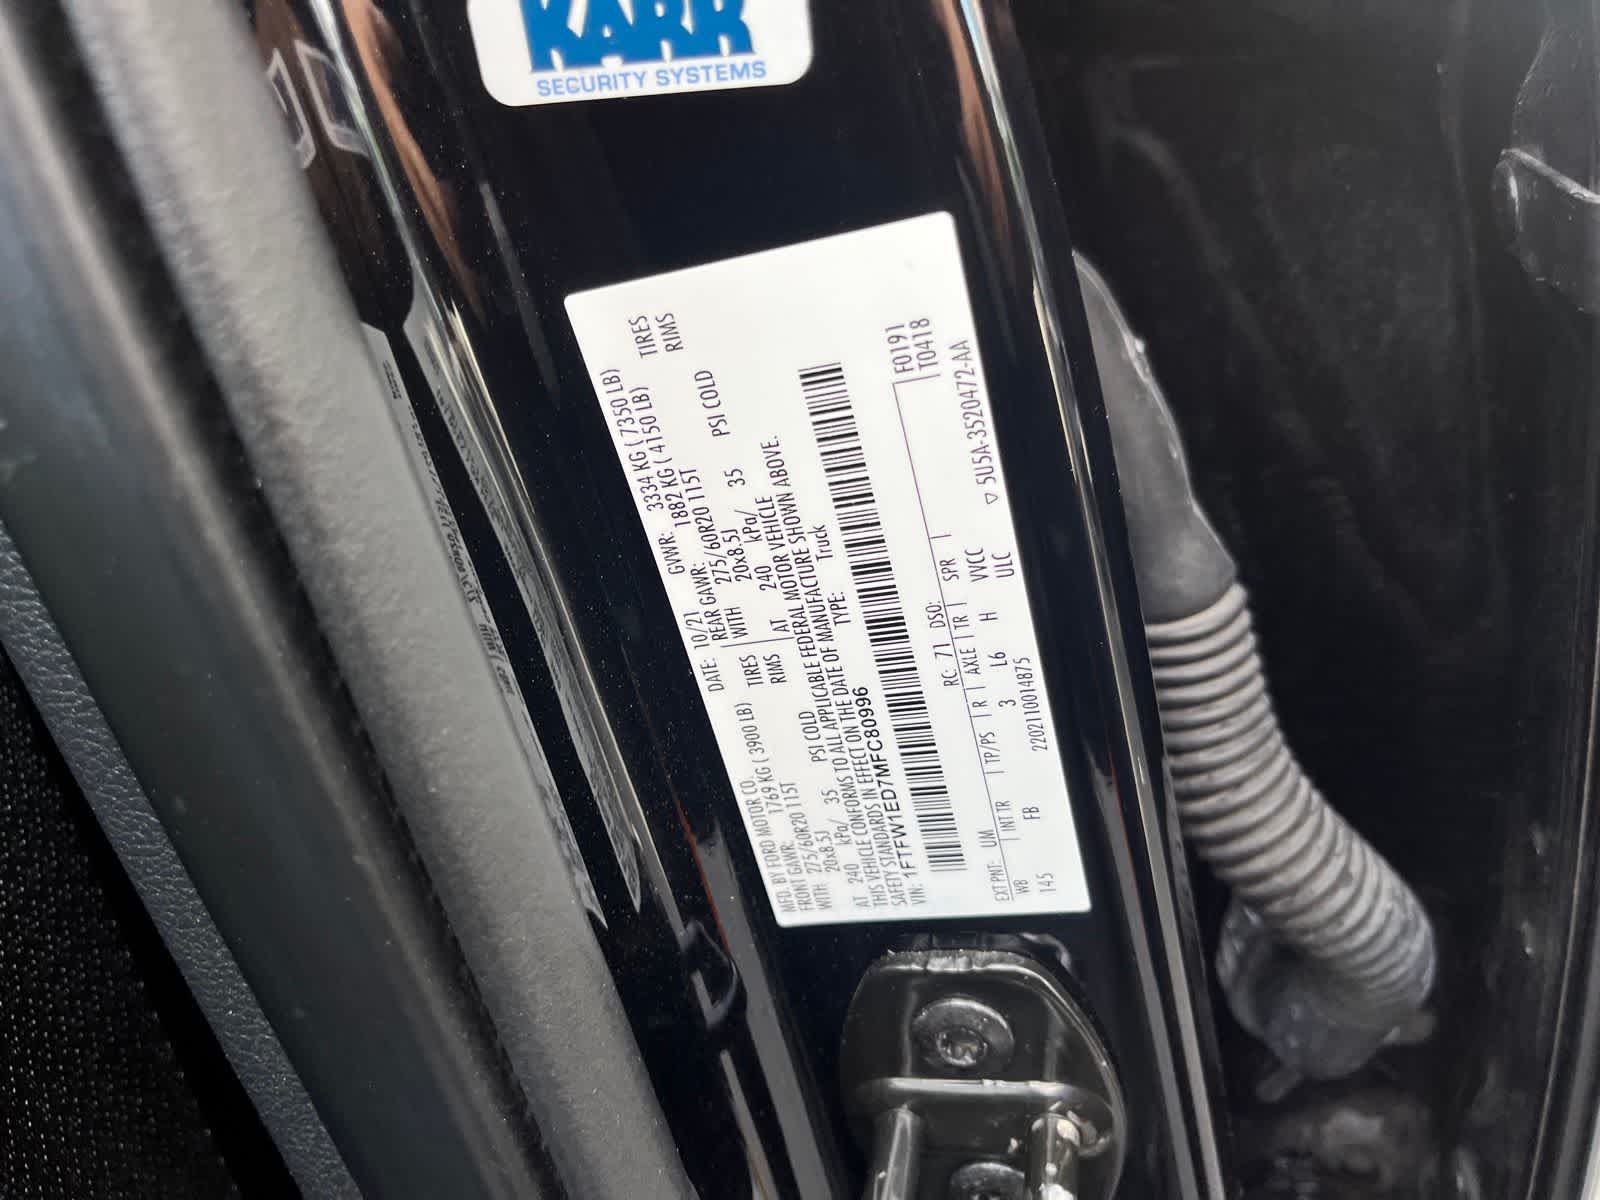 KARR
SECURITY SYSTEMS
MFD. BY FORD MOTOR CO.
DATE: 10/21 GVWR: 3334 KG ( 7350 LB)
FRONT GAWR: 1769 KG ( 3900 LB) REAR GAWR: 1882 KG ( 4150 LB)
WITH 275/60R20 115T TIRES WITH 275/60R20 115T TIRES
20x8.5J RIMS 20x8.5J RIMS
AT 240 kPa/ 35 PSI COLD AT 240 kPa/ 35 PSI COLD
THIS VEHICLE CONFORMS TO ALL APPLICABLE FEDERAL MOTOR VEHICLE
SAFETY STANDARDS IN EFFECT ON THE DATE OF MANUFACTURE SHOWN ABOVE.
VIN: 1FTFW1ED7MFC80996 TYPE: Truck
F0191
T0418
EXT PNT: UM RC: 71 DSO:
WB INT TR TP/PS R AXLE TR SPR
145 FB 3 L6 H VVCC
2202110014875 ULC
▽ 5U5A-3520472-AA